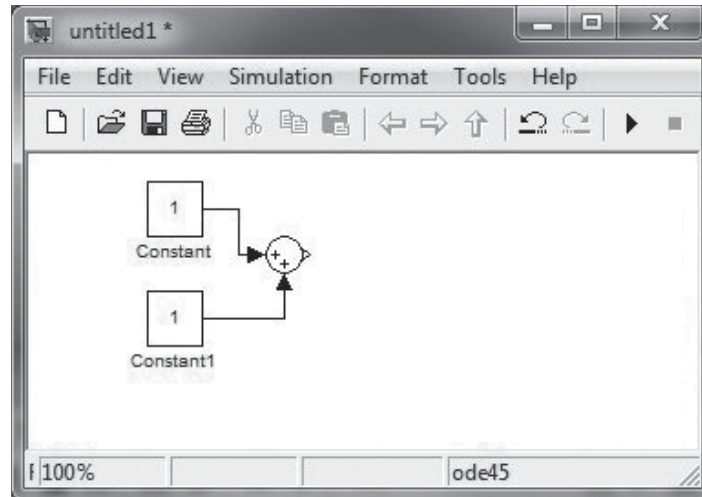 untitled1 *
File Edit View Simulation Format Tools Help
1
Constant
+
+
1
Constant1
100% ode45